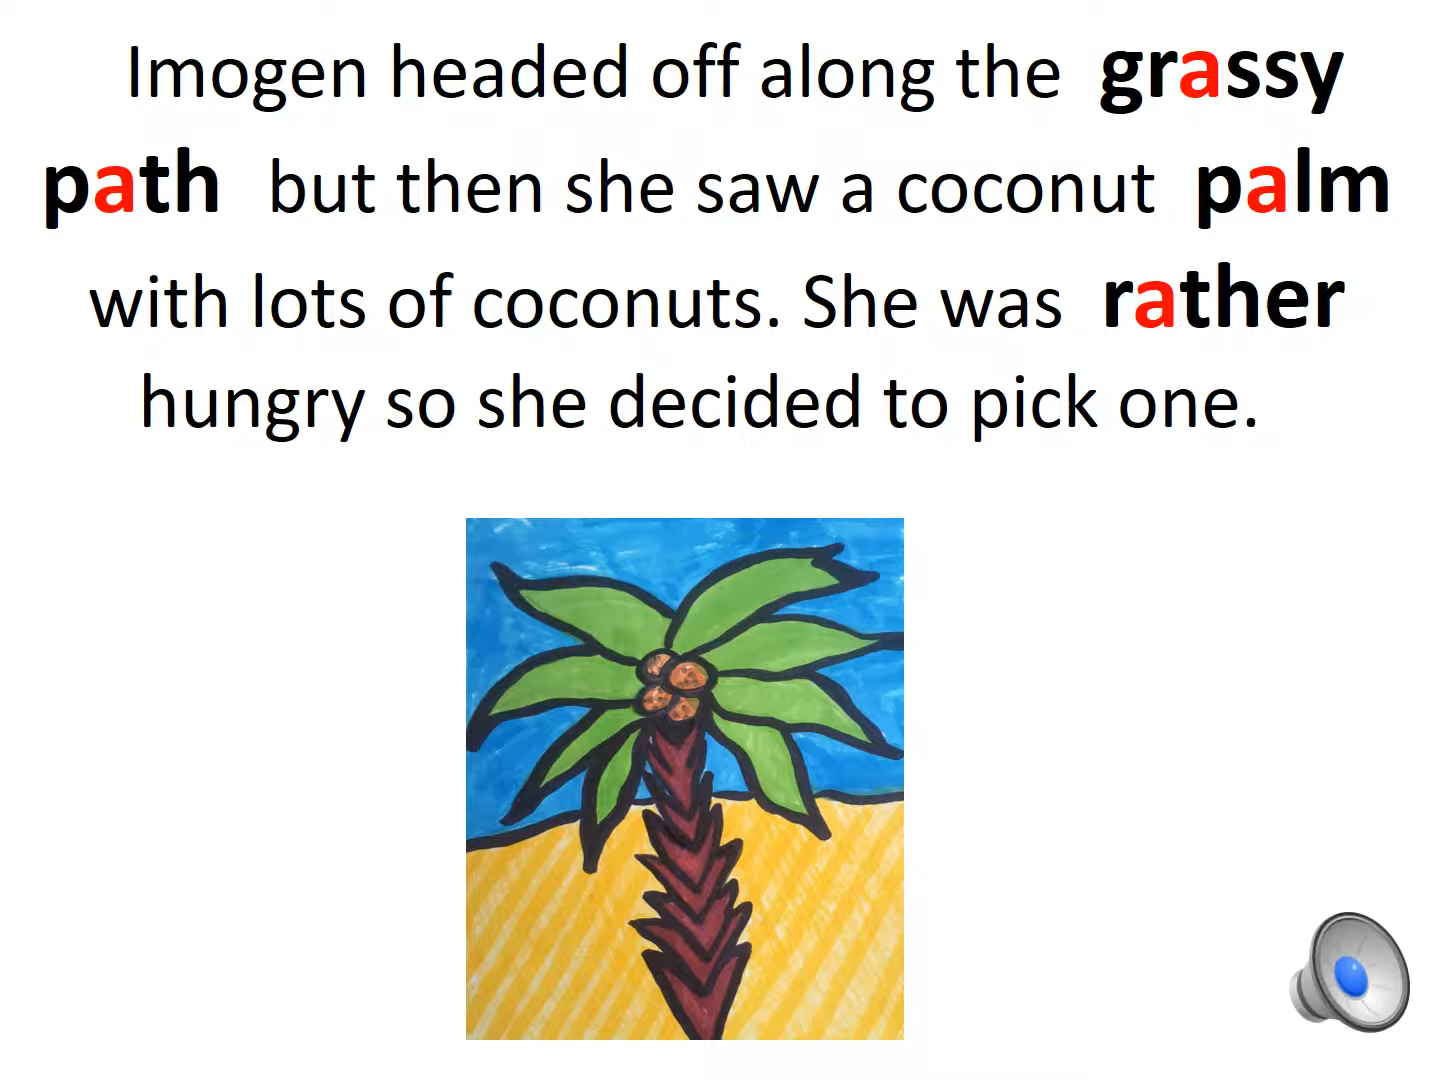 Imogen headed off along the grassy
path but then she saw a coconut palm
with lots of coconuts. She was rather
hungry so she decided to pick one.